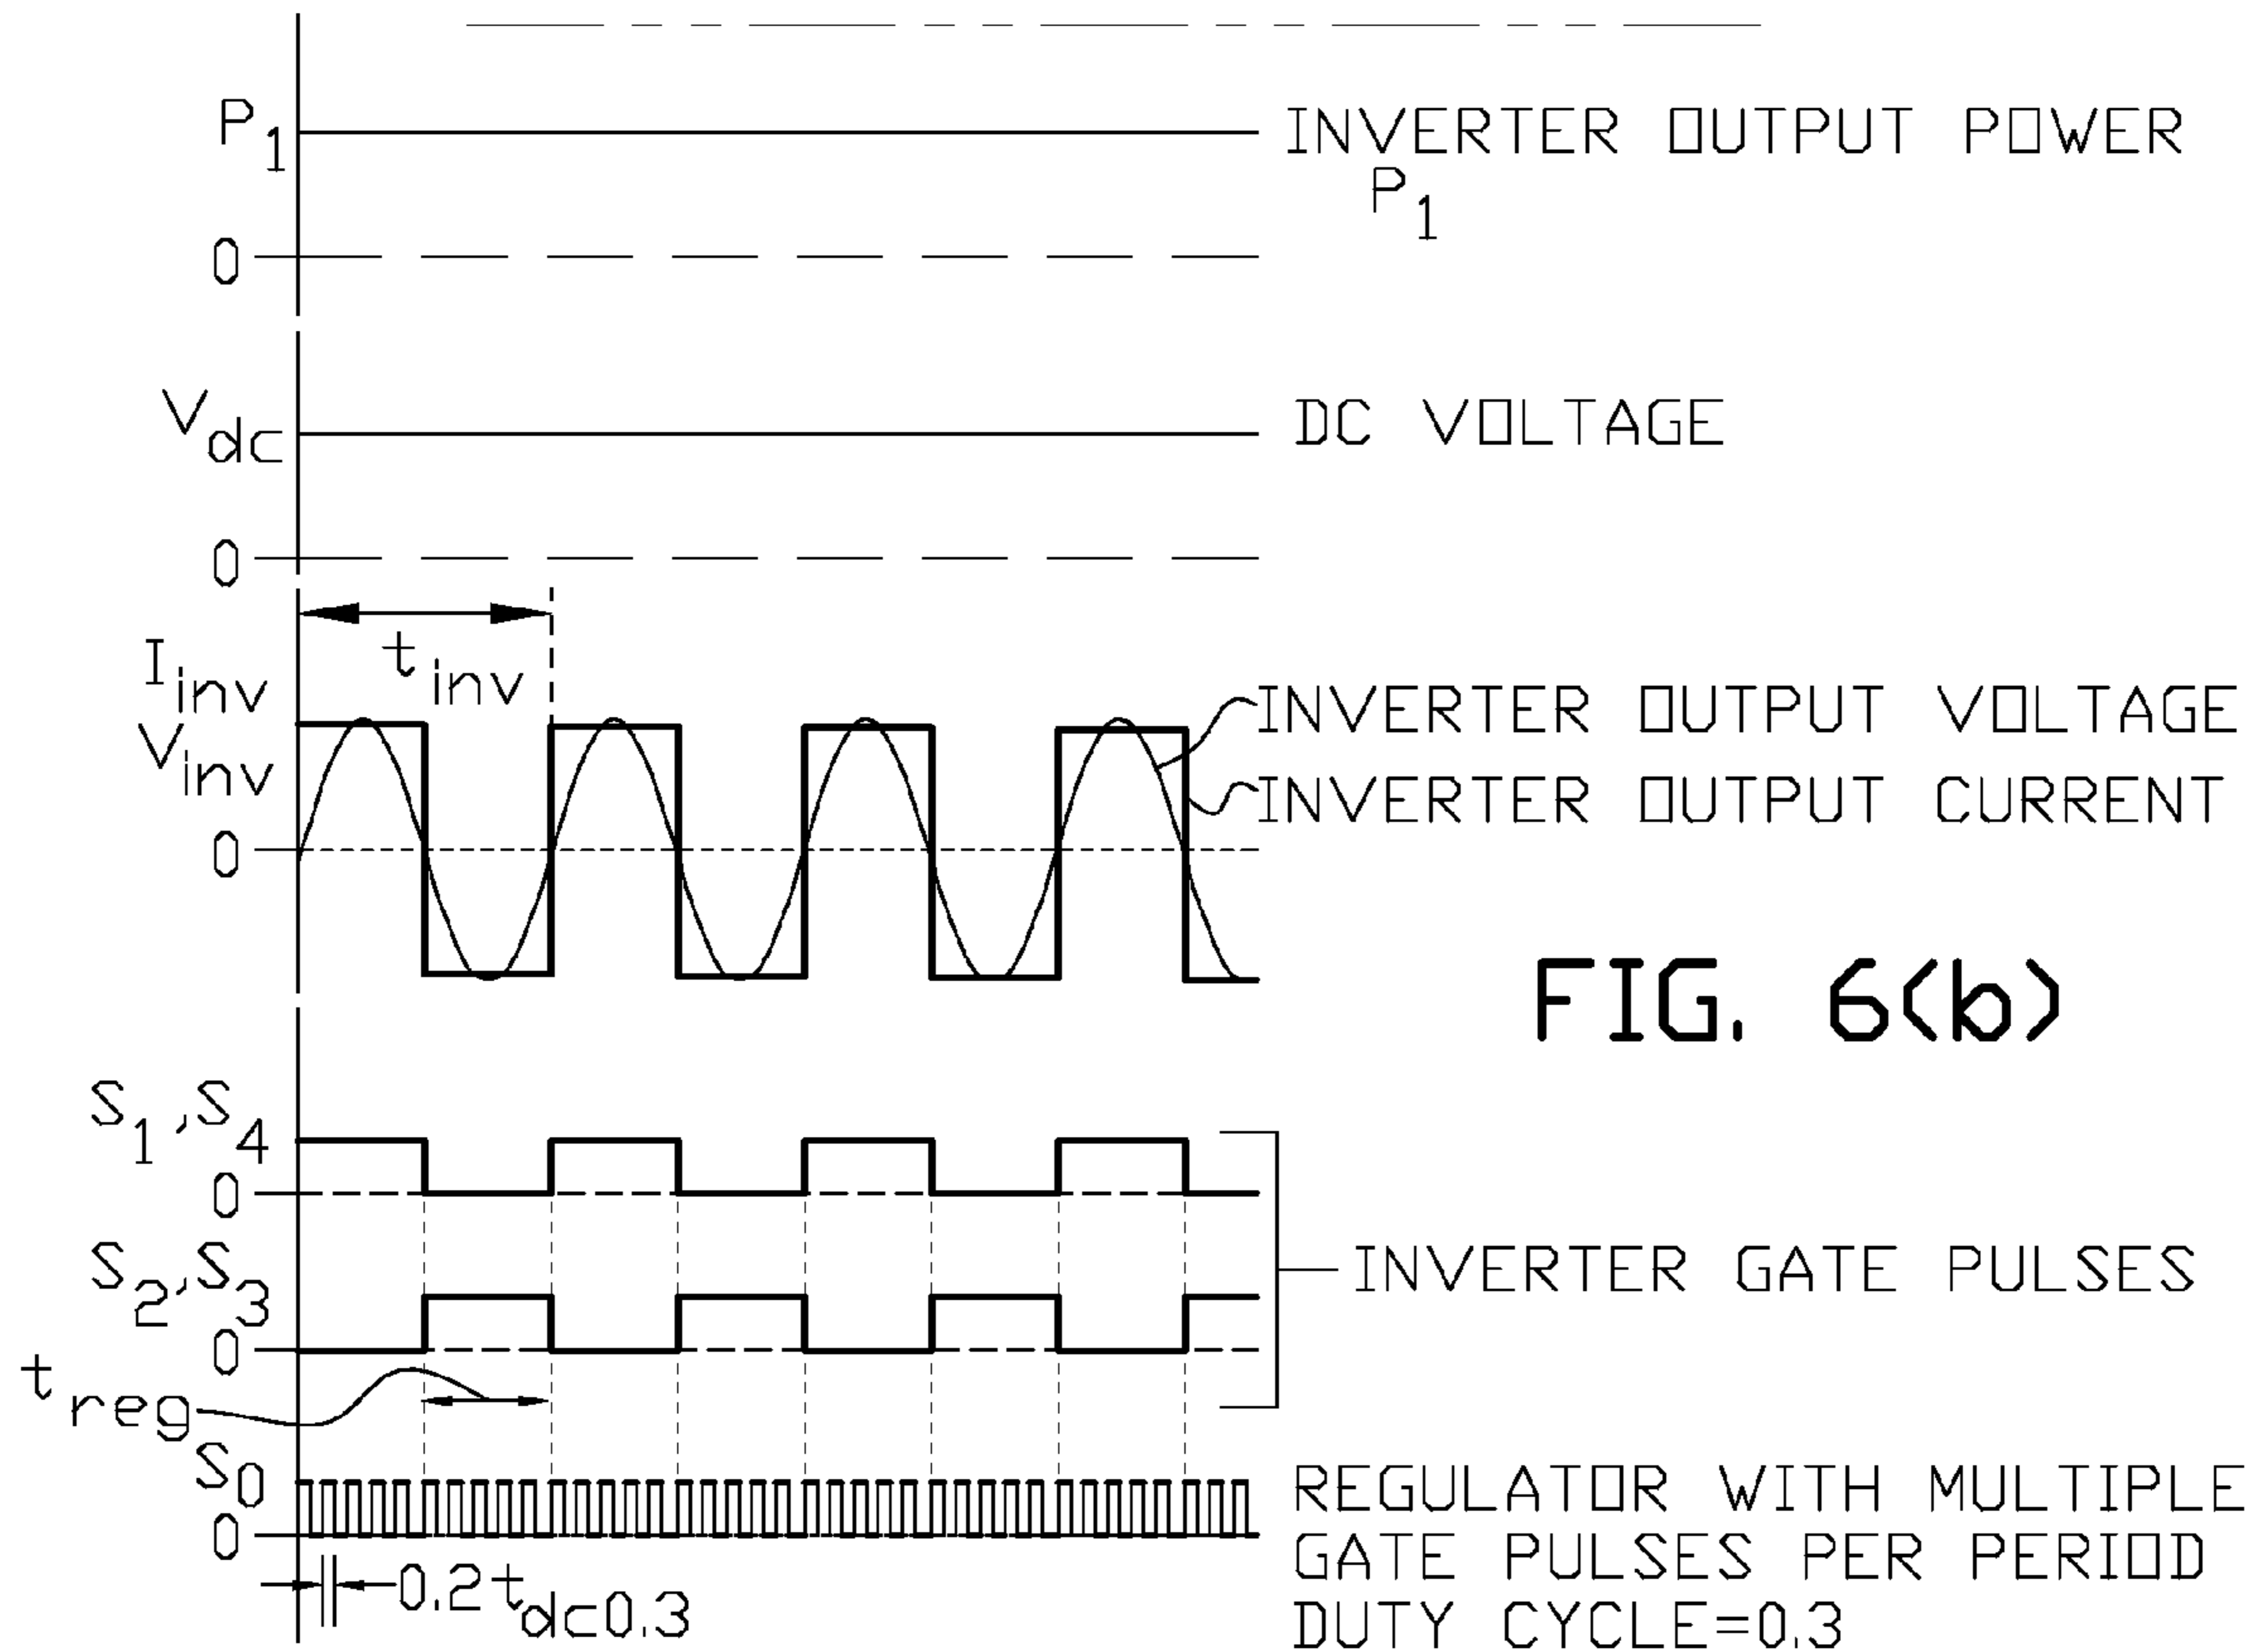 P1
INVERTER OUTPUT POWER
P1
0
Vdc
DC VOLTAGE
0
tinv
Iinv
Vinv
INVERTER OUTPUT VOLTAGE
INVERTER OUTPUT CURRENT
0
FIG. 6(b)
S1,S4
0
S2,S3
INVERTER GATE PULSES
0
treg
S0
0
REGULATOR WITH MULTIPLE
GATE PULSES PER PERIOD
DUTY CYCLE=0.3
0.2tdc0.3